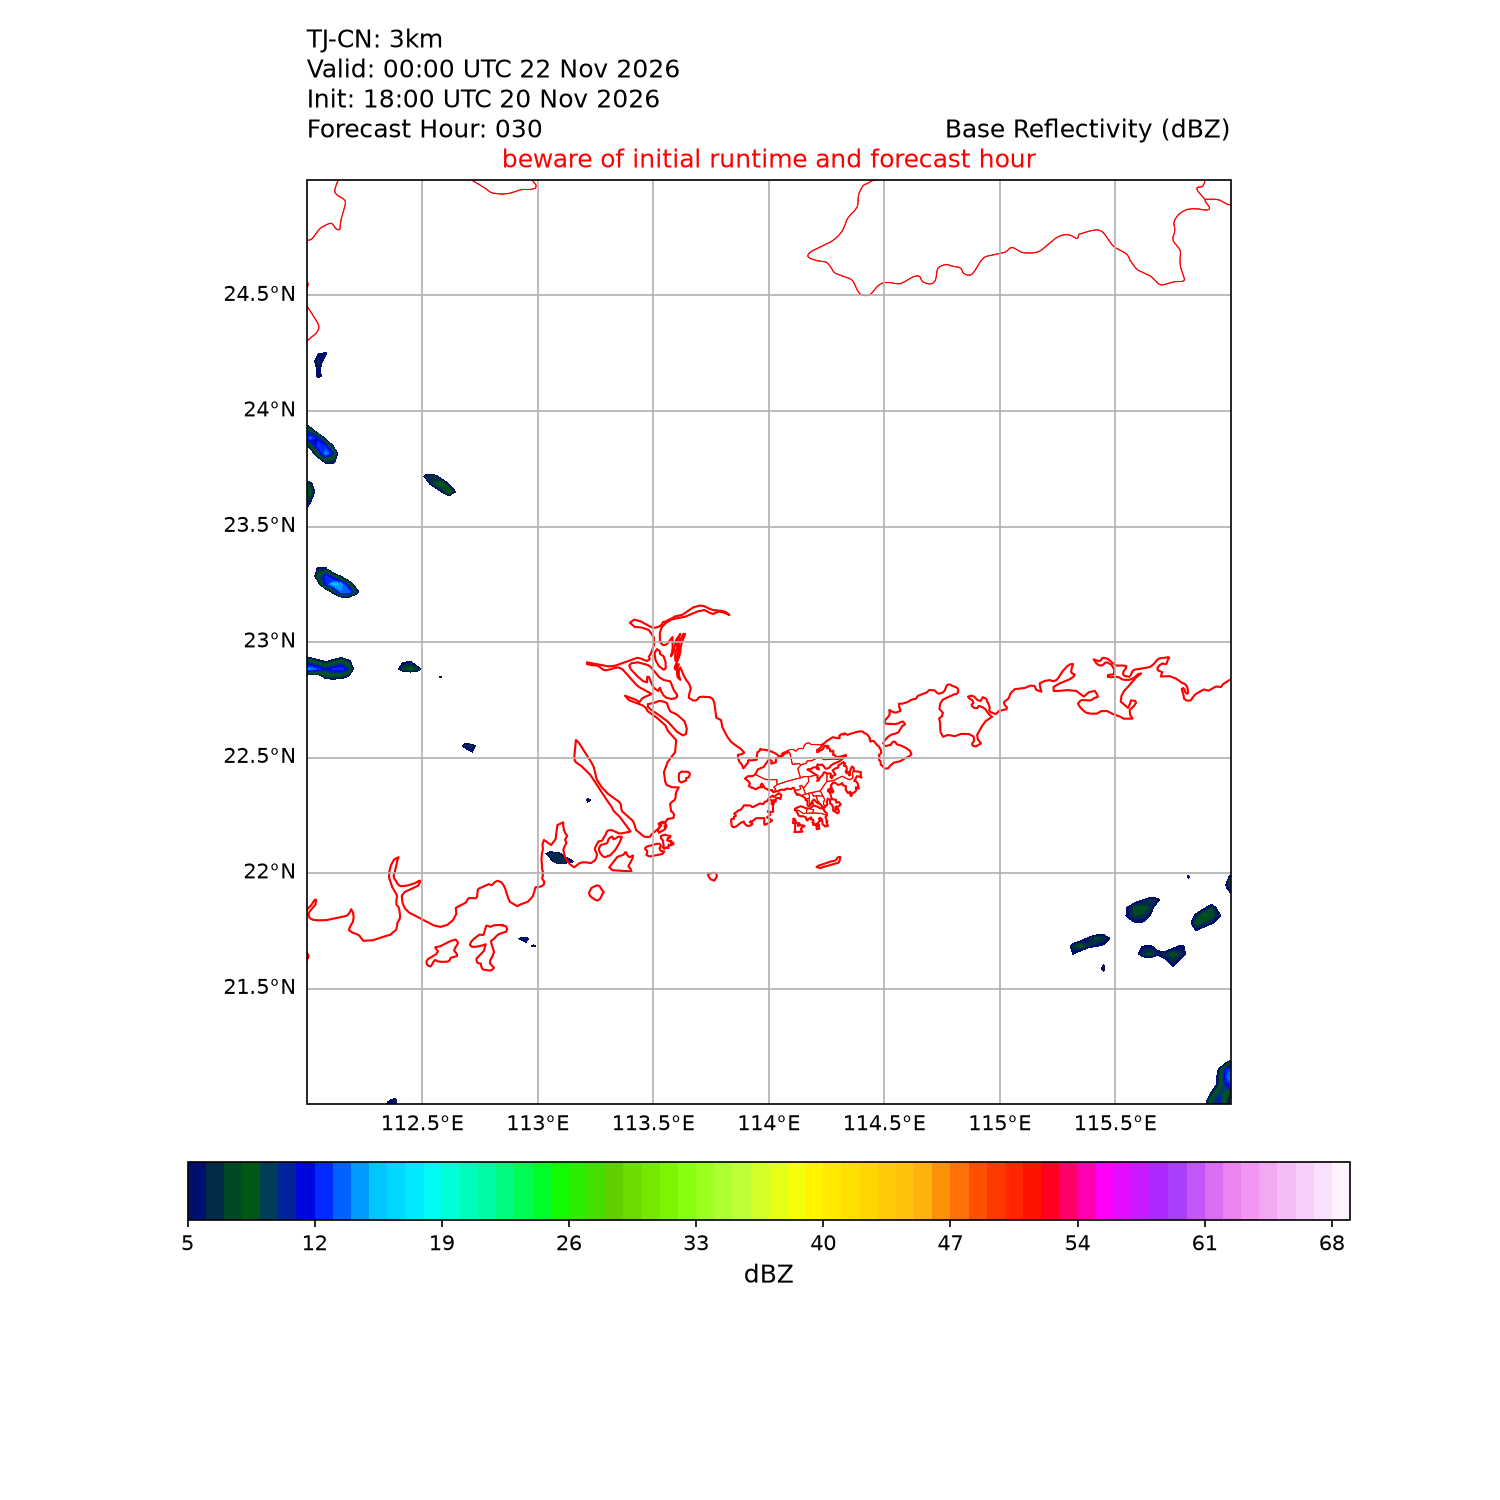 TJ-CN: 3km
Valid: 00:00 UTC 22 Nov 2026
Init: 18:00 UTC 20 Nov 2026
Forecast Hour: 030
Base Reflectivity (dBZ)
beware of initial runtime and forecast hour
24.5°N
24°N
23.5°N
23°N
22.5°N
22°N
21.5°N
112.5°E 113°E 113.5°E 114°E 114.5°E 115°E 115.5°E
5 12 19 26 33 40 47 54 61 68
dBZ